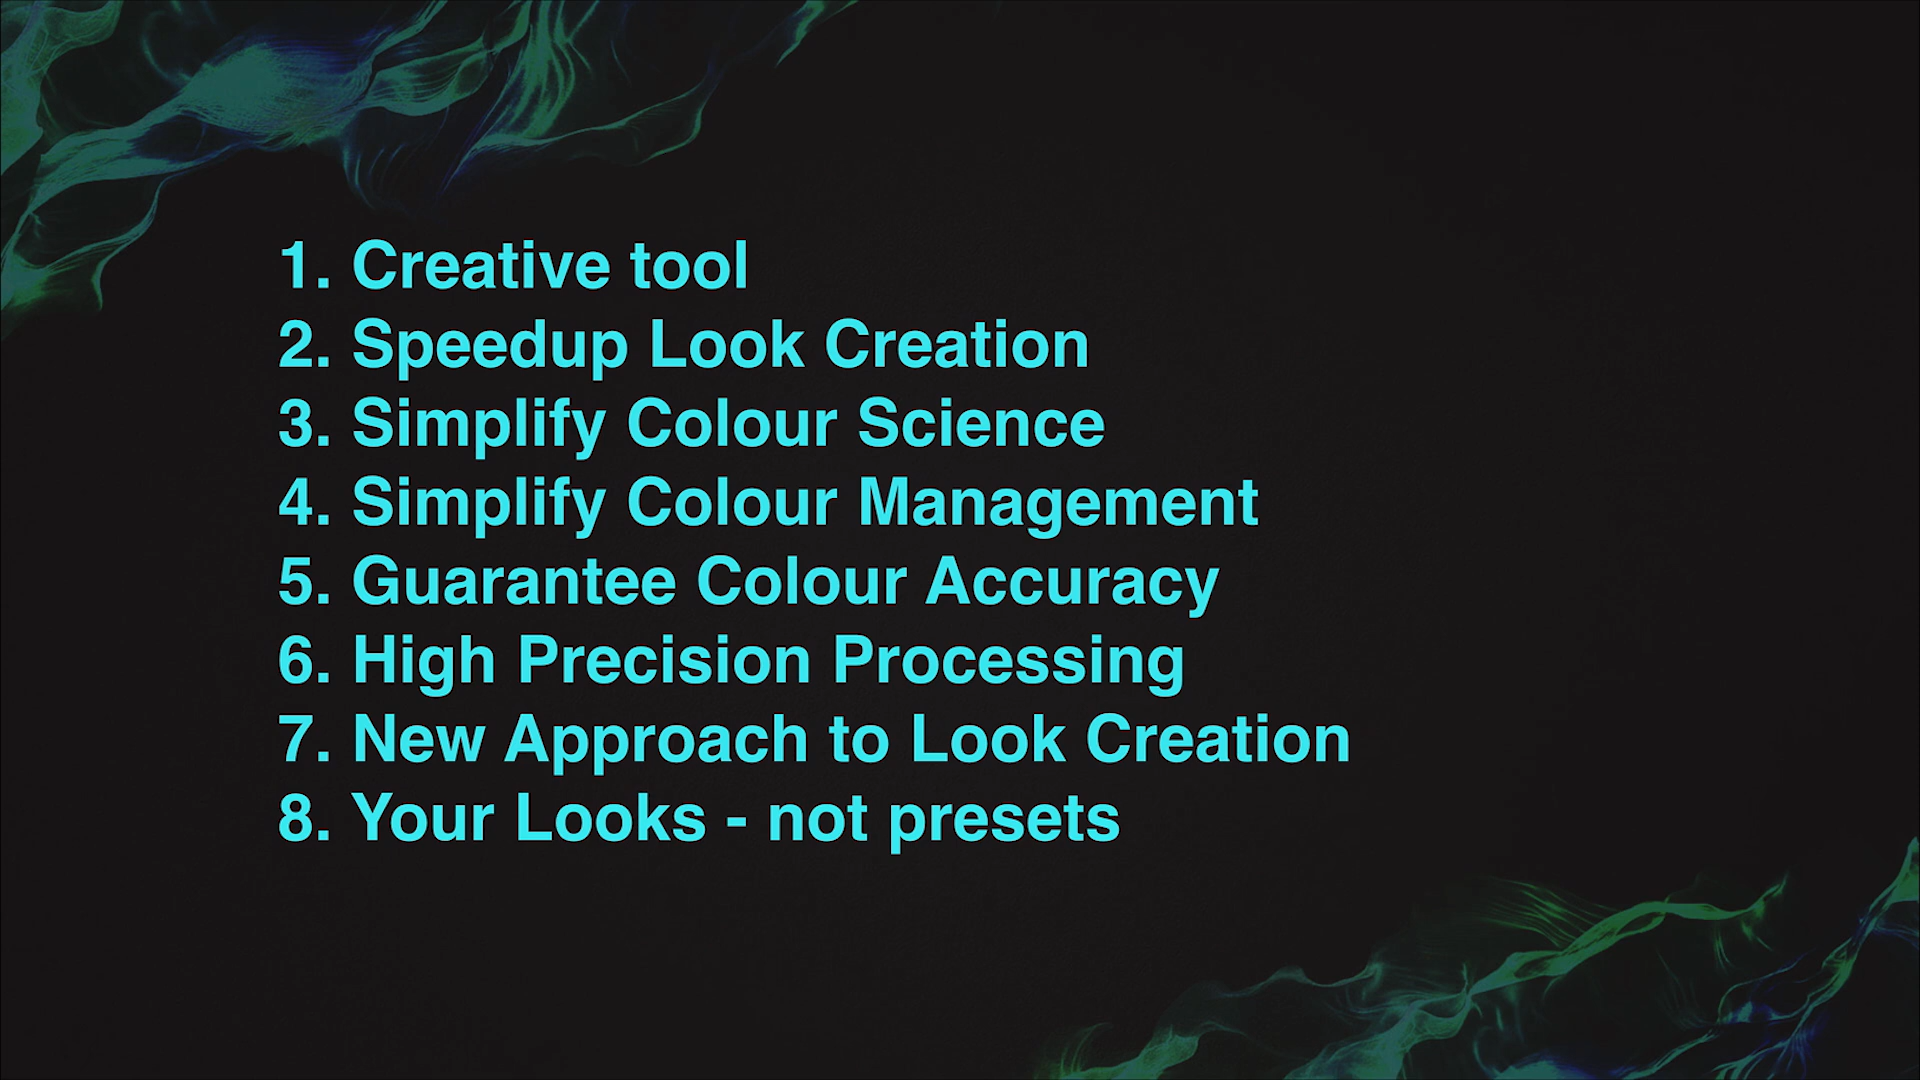 1. Creative tool
2. Speedup Look Creation
3. Simplify Colour Science
4. Simplify Colour Management
5. Guarantee Colour Accuracy
6. High Precision Processing
7. New Approach to Look Creation
8. Your Looks - not presets